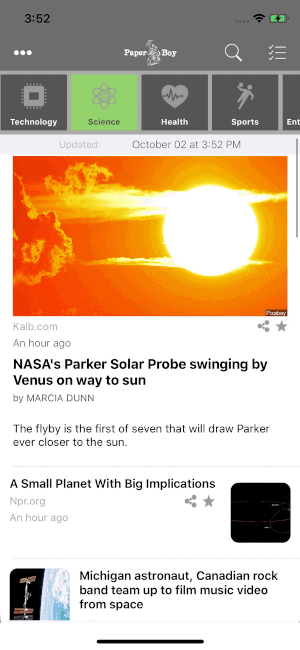 3:52
Paper Boy
Technology
Science
Health
Sports
Ent
Updated: October 02 at 3:52 PM
Pixabay
Kalb.com
An hour ago
NASA's Parker Solar Probe swinging by
Venus on way to sun
by MARCIA DUNN
The flyby is the first of seven that will draw Parker
ever closer to the sun.
A Small Planet With Big Implications
Npr.org
An hour ago
Michigan astronaut, Canadian rock
band team up to film music video
from space